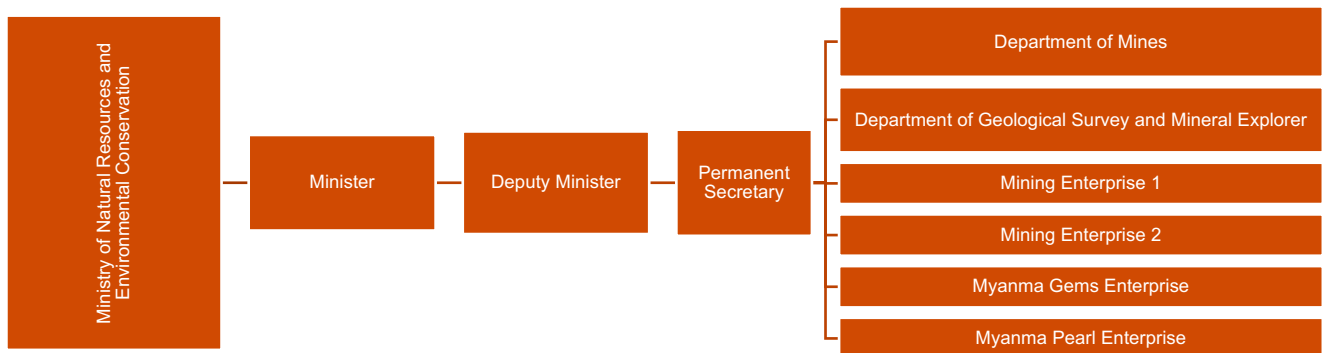 Ministry of Natural Resources and
Environmental Conservation
Minister
Deputy Minister
Permanent
Secretary
Department of Mines
Department of Geological Survey and Mineral Explorer
Mining Enterprise 1
Mining Enterprise 2
Myanma Gems Enterprise
Myanma Pearl Enterprise